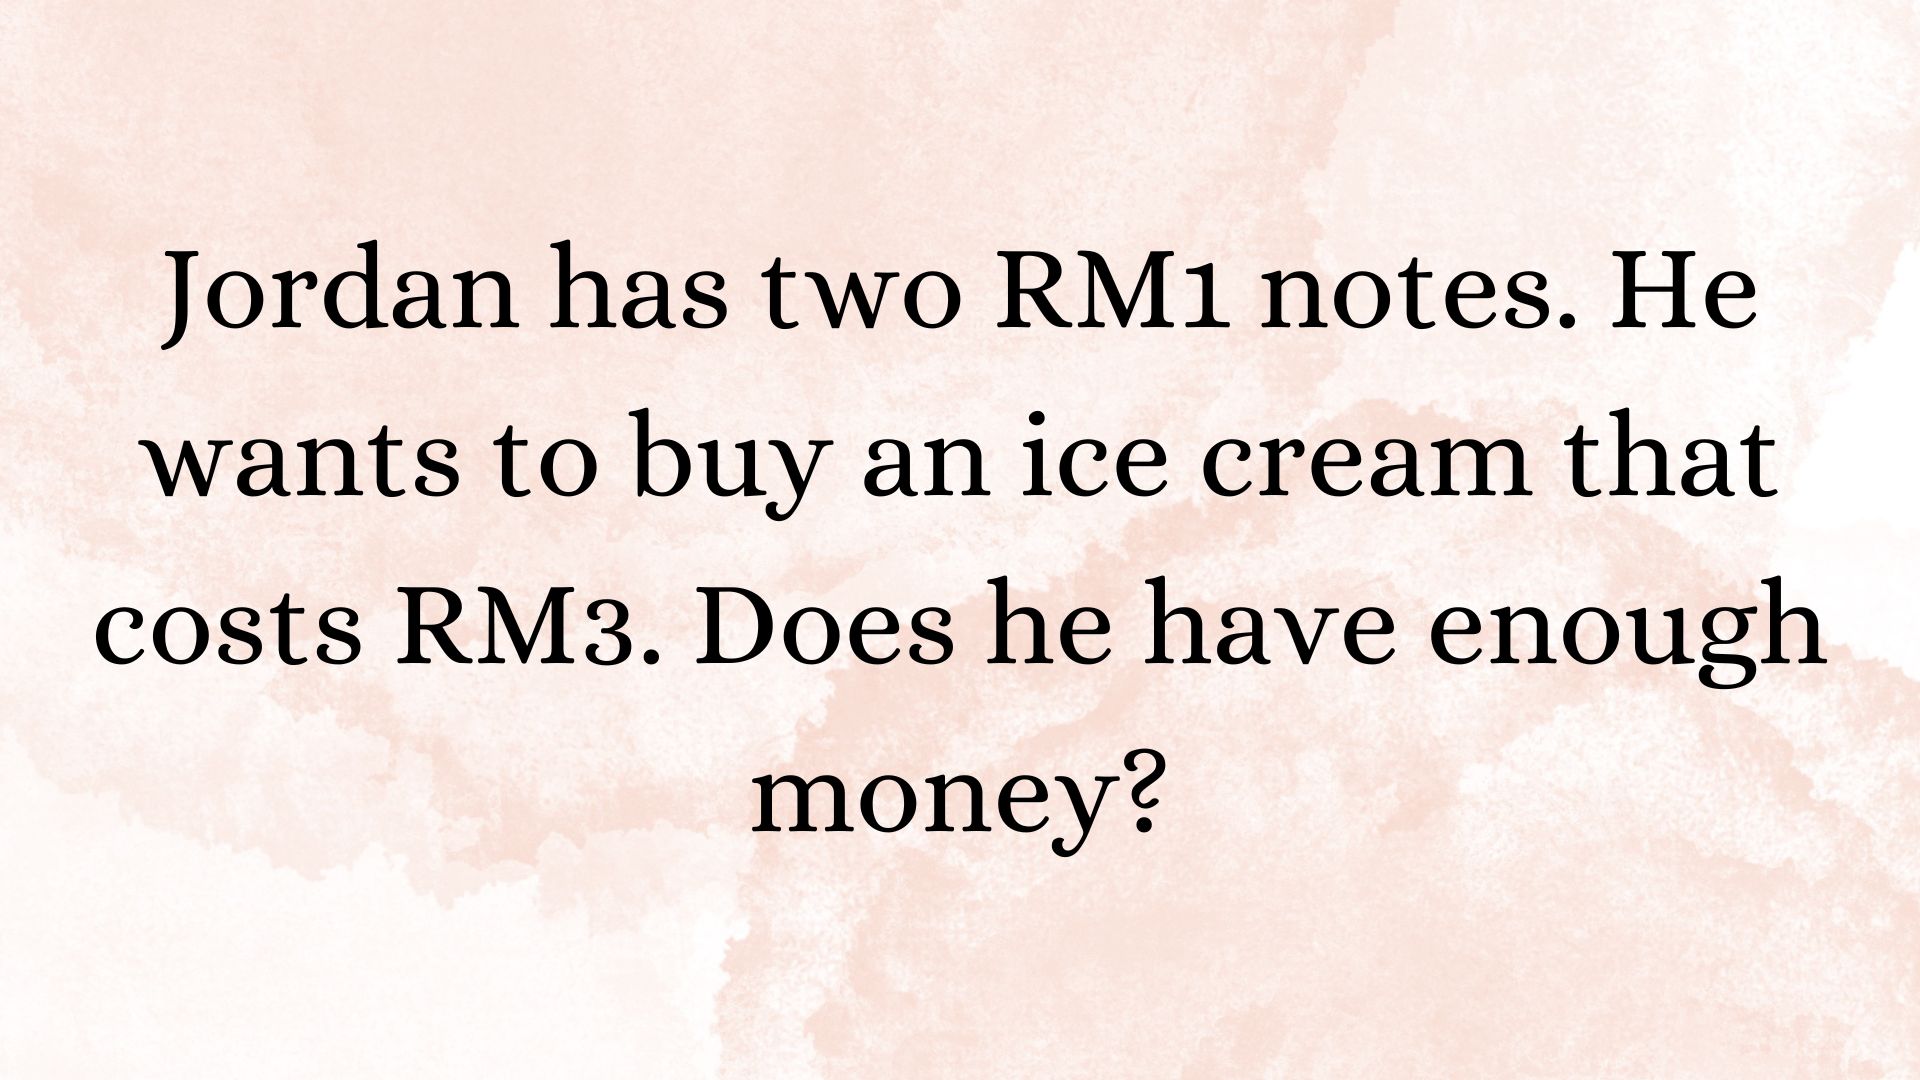 Jordan has two RM1 notes. He
wants to buy an ice cream that
costs RM3. Does he have enough
money?